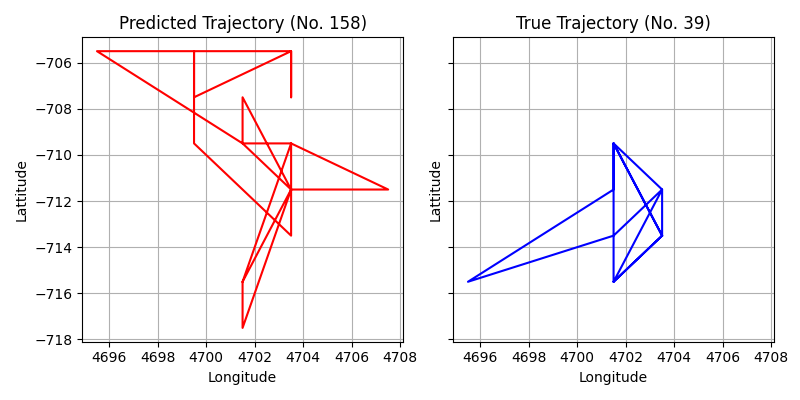 Predicted Trajectory (No. 158)
True Trajectory (No. 39)
−706
−708
−710
−712
−714
−716
−718
Lattitude
Lattitude
4696 4698 4700 4702 4704 4706 4708
4696 4698 4700 4702 4704 4706 4708
Longitude
Longitude